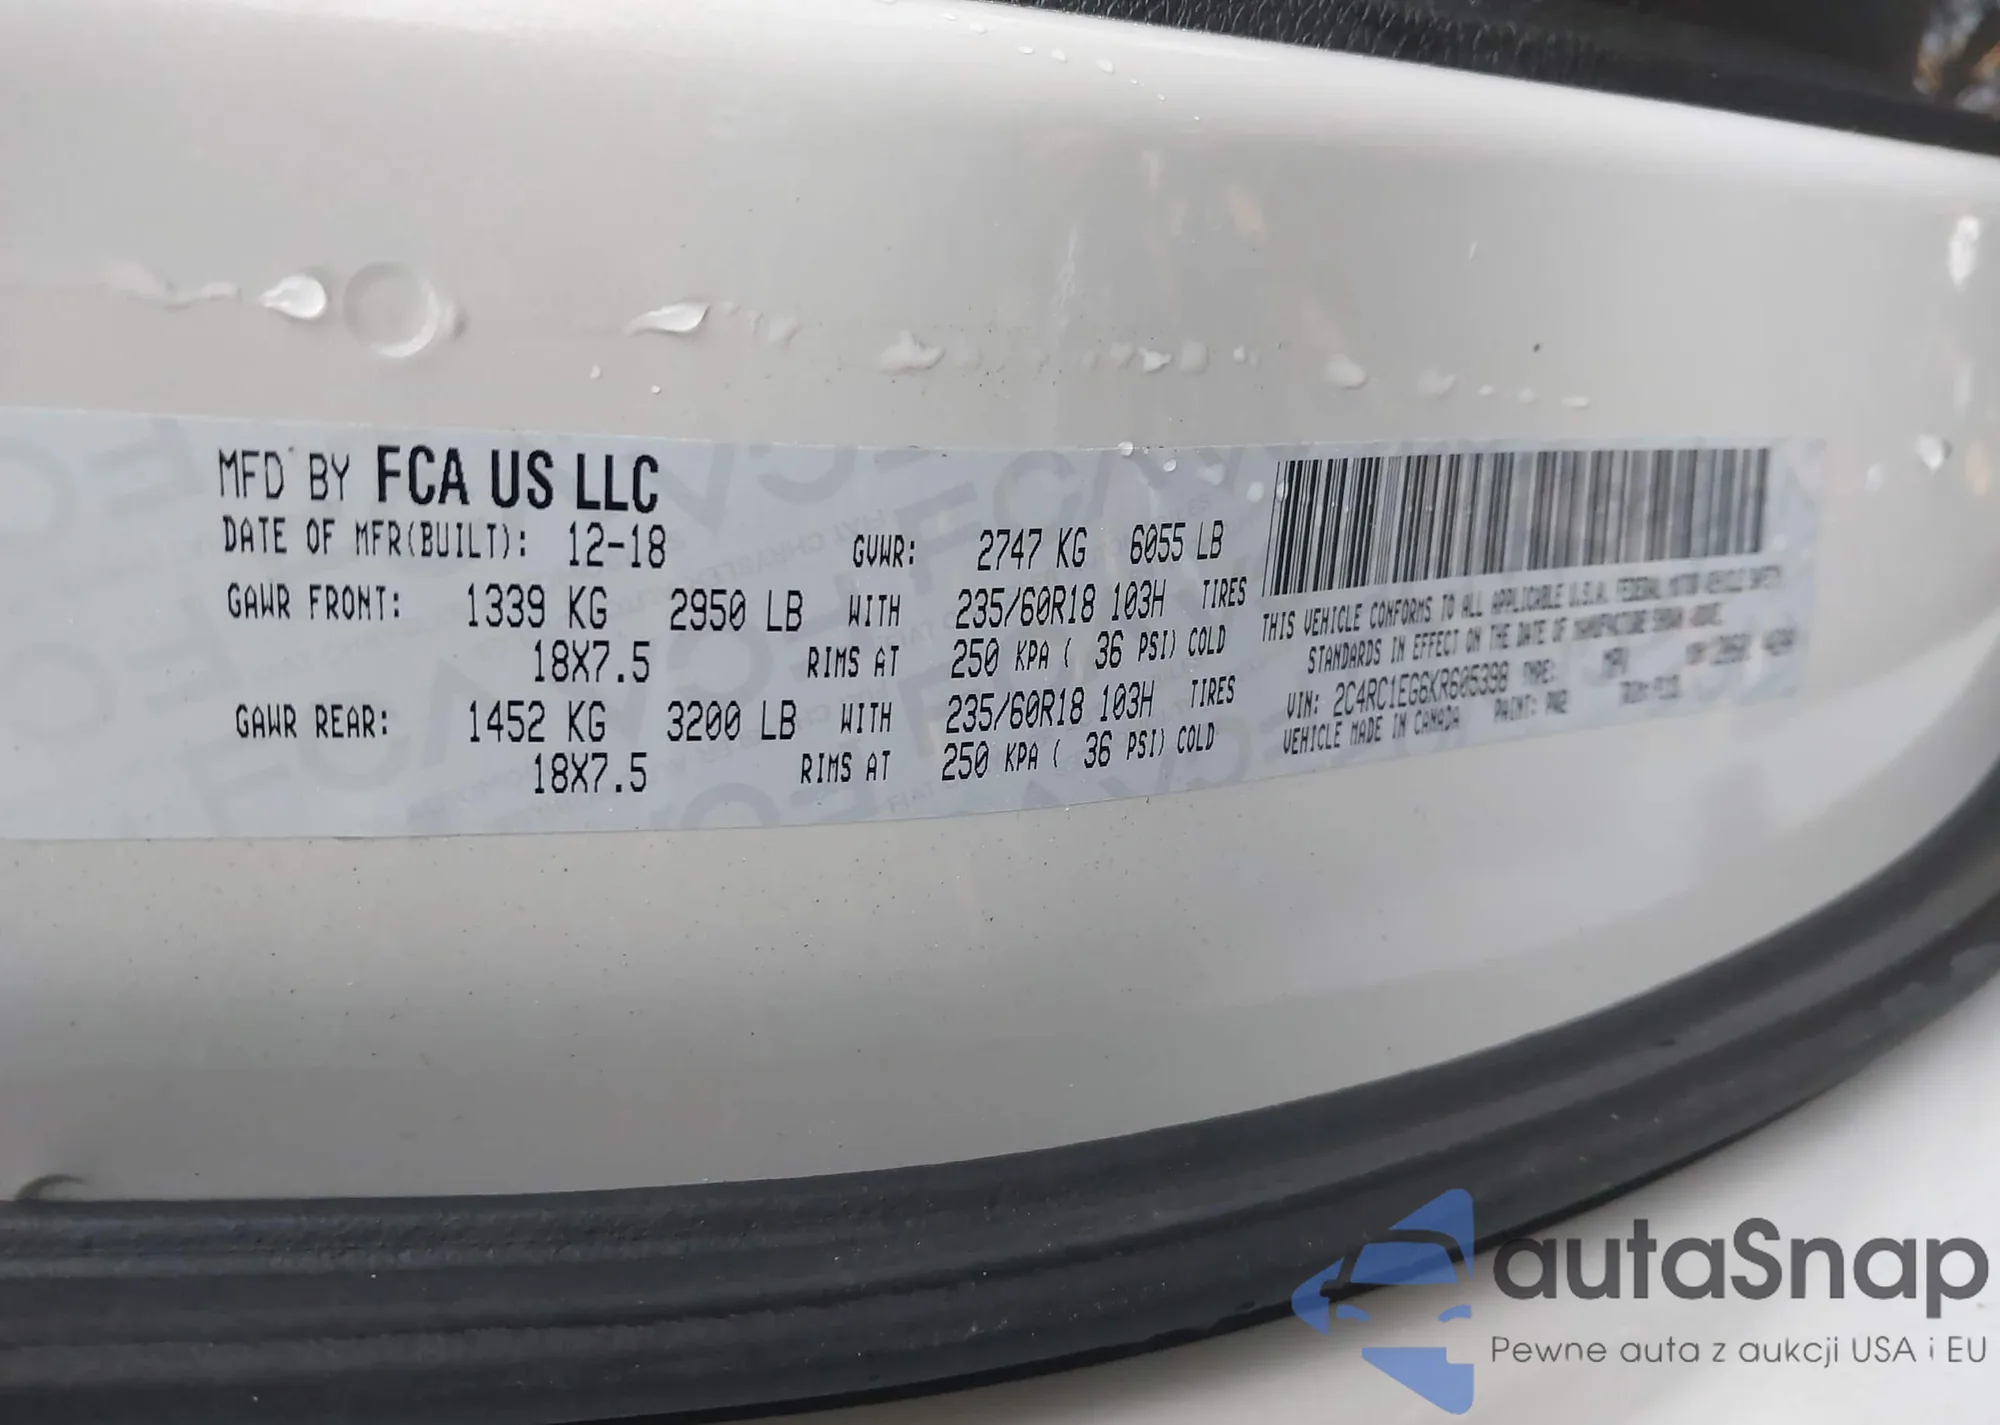 MFD BY FCA US LLC
DATE OF MFR(BUILT): 12-18 GVWR: 2747 KG 6055 LB
GAWR FRONT: 1339 KG 2950 LB WITH 235/60R18 103H TIRES
18X7.5 RIMS AT 250 KPA ( 36 PSI) COLD
GAWR REAR: 1452 KG 3200 LB WITH 235/60R18 103H TIRES
18X7.5 RIMS AT 250 KPA ( 36 PSI) COLD
THIS VEHICLE CONFORMS TO ALL APPLICABLE U.S.A. FEDERAL MOTOR VEHICLE SAFETY
STANDARDS IN EFFECT ON THE DATE OF MANUFACTURE SHOWN ABOVE.
VIN: 2C4RC1EG6KR605398 TYPE: MPV
VEHICLE MADE IN CANADA PAINT: PW2
autaSnap
Pewne auta z aukcji USA i EU